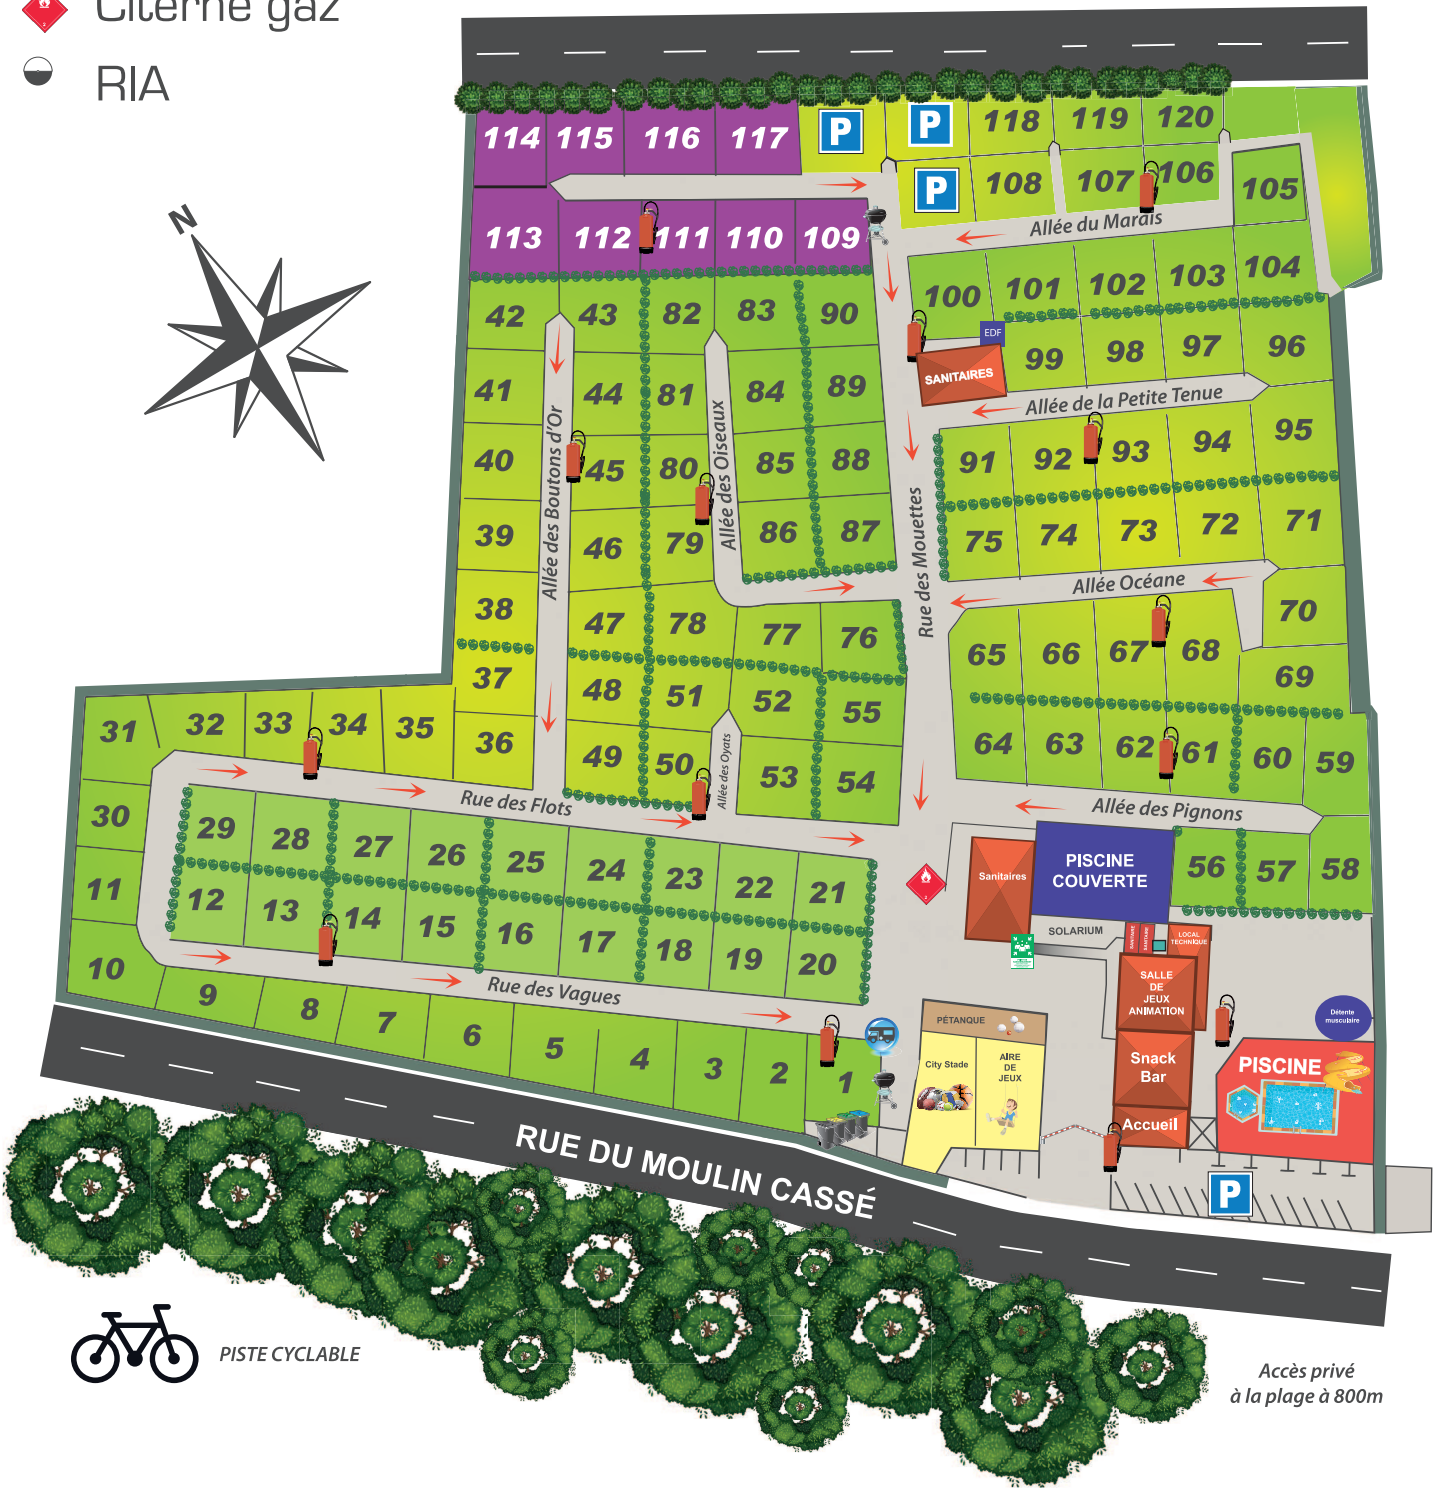 Citerne gaz
RIA
N
114 115 116 117 P P 118 119 120
P 108 107 106 105
113 112 111 110 109
Allée du Marais
42 43 82 83 90 100 101 102 103 104
EDF
SANITAIRES
99 98 97 96
41 44 81 84 89
Allée de la Petite Tenue
Allée des Boutons d'Or
Allée des Oiseaux
Rue des Mouettes
40 45 80 85 88 91 92 93 94 95
39 46 79 86 87 75 74 73 72 71
Allée Océane
38 47 78 77 76 65 66 67 68 70
37 48 51 52 55 69
31 32 33 34 35 36 49 50 53 54 64 63 62 61 60 59
Allée des Oyats
Rue des Flots
Allée des Pignons
30 29 28 27 26 25 24 23 22 21
Sanitaires
PISCINE
COUVERTE
56 57 58
11 12 13 14 15 16 17 18 19 20
SOLARIUM
SANITAIRE
SANITAIRE
LOCAL
TECHNIQUE
10 9 8 7 6 5 4 3 2 1
Rue des Vagues
SALLE
DE
JEUX
ANIMATION
Détente
musculaire
PÉTANQUE
City Stade
AIRE
DE
JEUX
Snack
Bar
PISCINE
Accueil
P
RUE DU MOULIN CASSÉ
PISTE CYCLABLE
Accès privé
à la plage à 800m